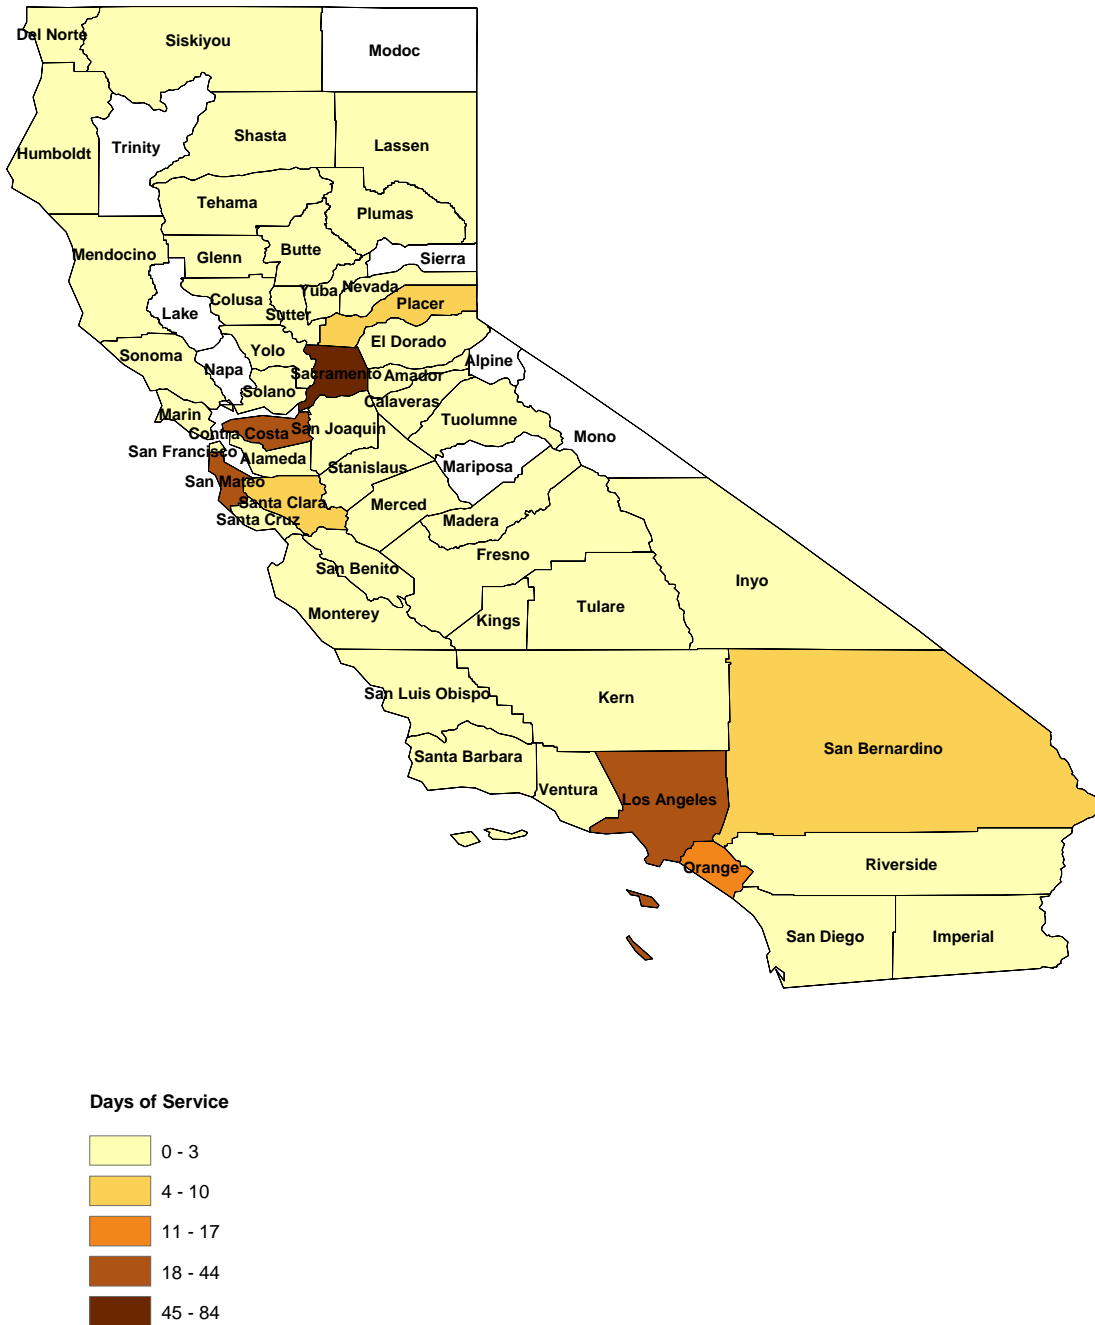 Del Norte
Siskiyou
Modoc
Humboldt
Trinity
Shasta
Lassen
Tehama
Plumas
Mendocino
Glenn
Butte
Sierra
Colusa
Yuba
Nevada
Lake
Sutter
Placer
Sonoma
Yolo
El Dorado
Napa
Sacramento
Amador
Alpine
Solano
Calaveras
Marin
Tuolumne
Contra Costa
San Joaquin
Mono
San Francisco
Alameda
Stanislaus
Mariposa
San Mateo
Santa Clara
Merced
Santa Cruz
Madera
Fresno
San Benito
Inyo
Monterey
Kings
Tulare
San Luis Obispo
Kern
San Bernardino
Santa Barbara
Ventura
Los Angeles
Orange
Riverside
San Diego
Imperial
Days of Service
0 - 3
4 - 10
11 - 17
18 - 44
45 - 84